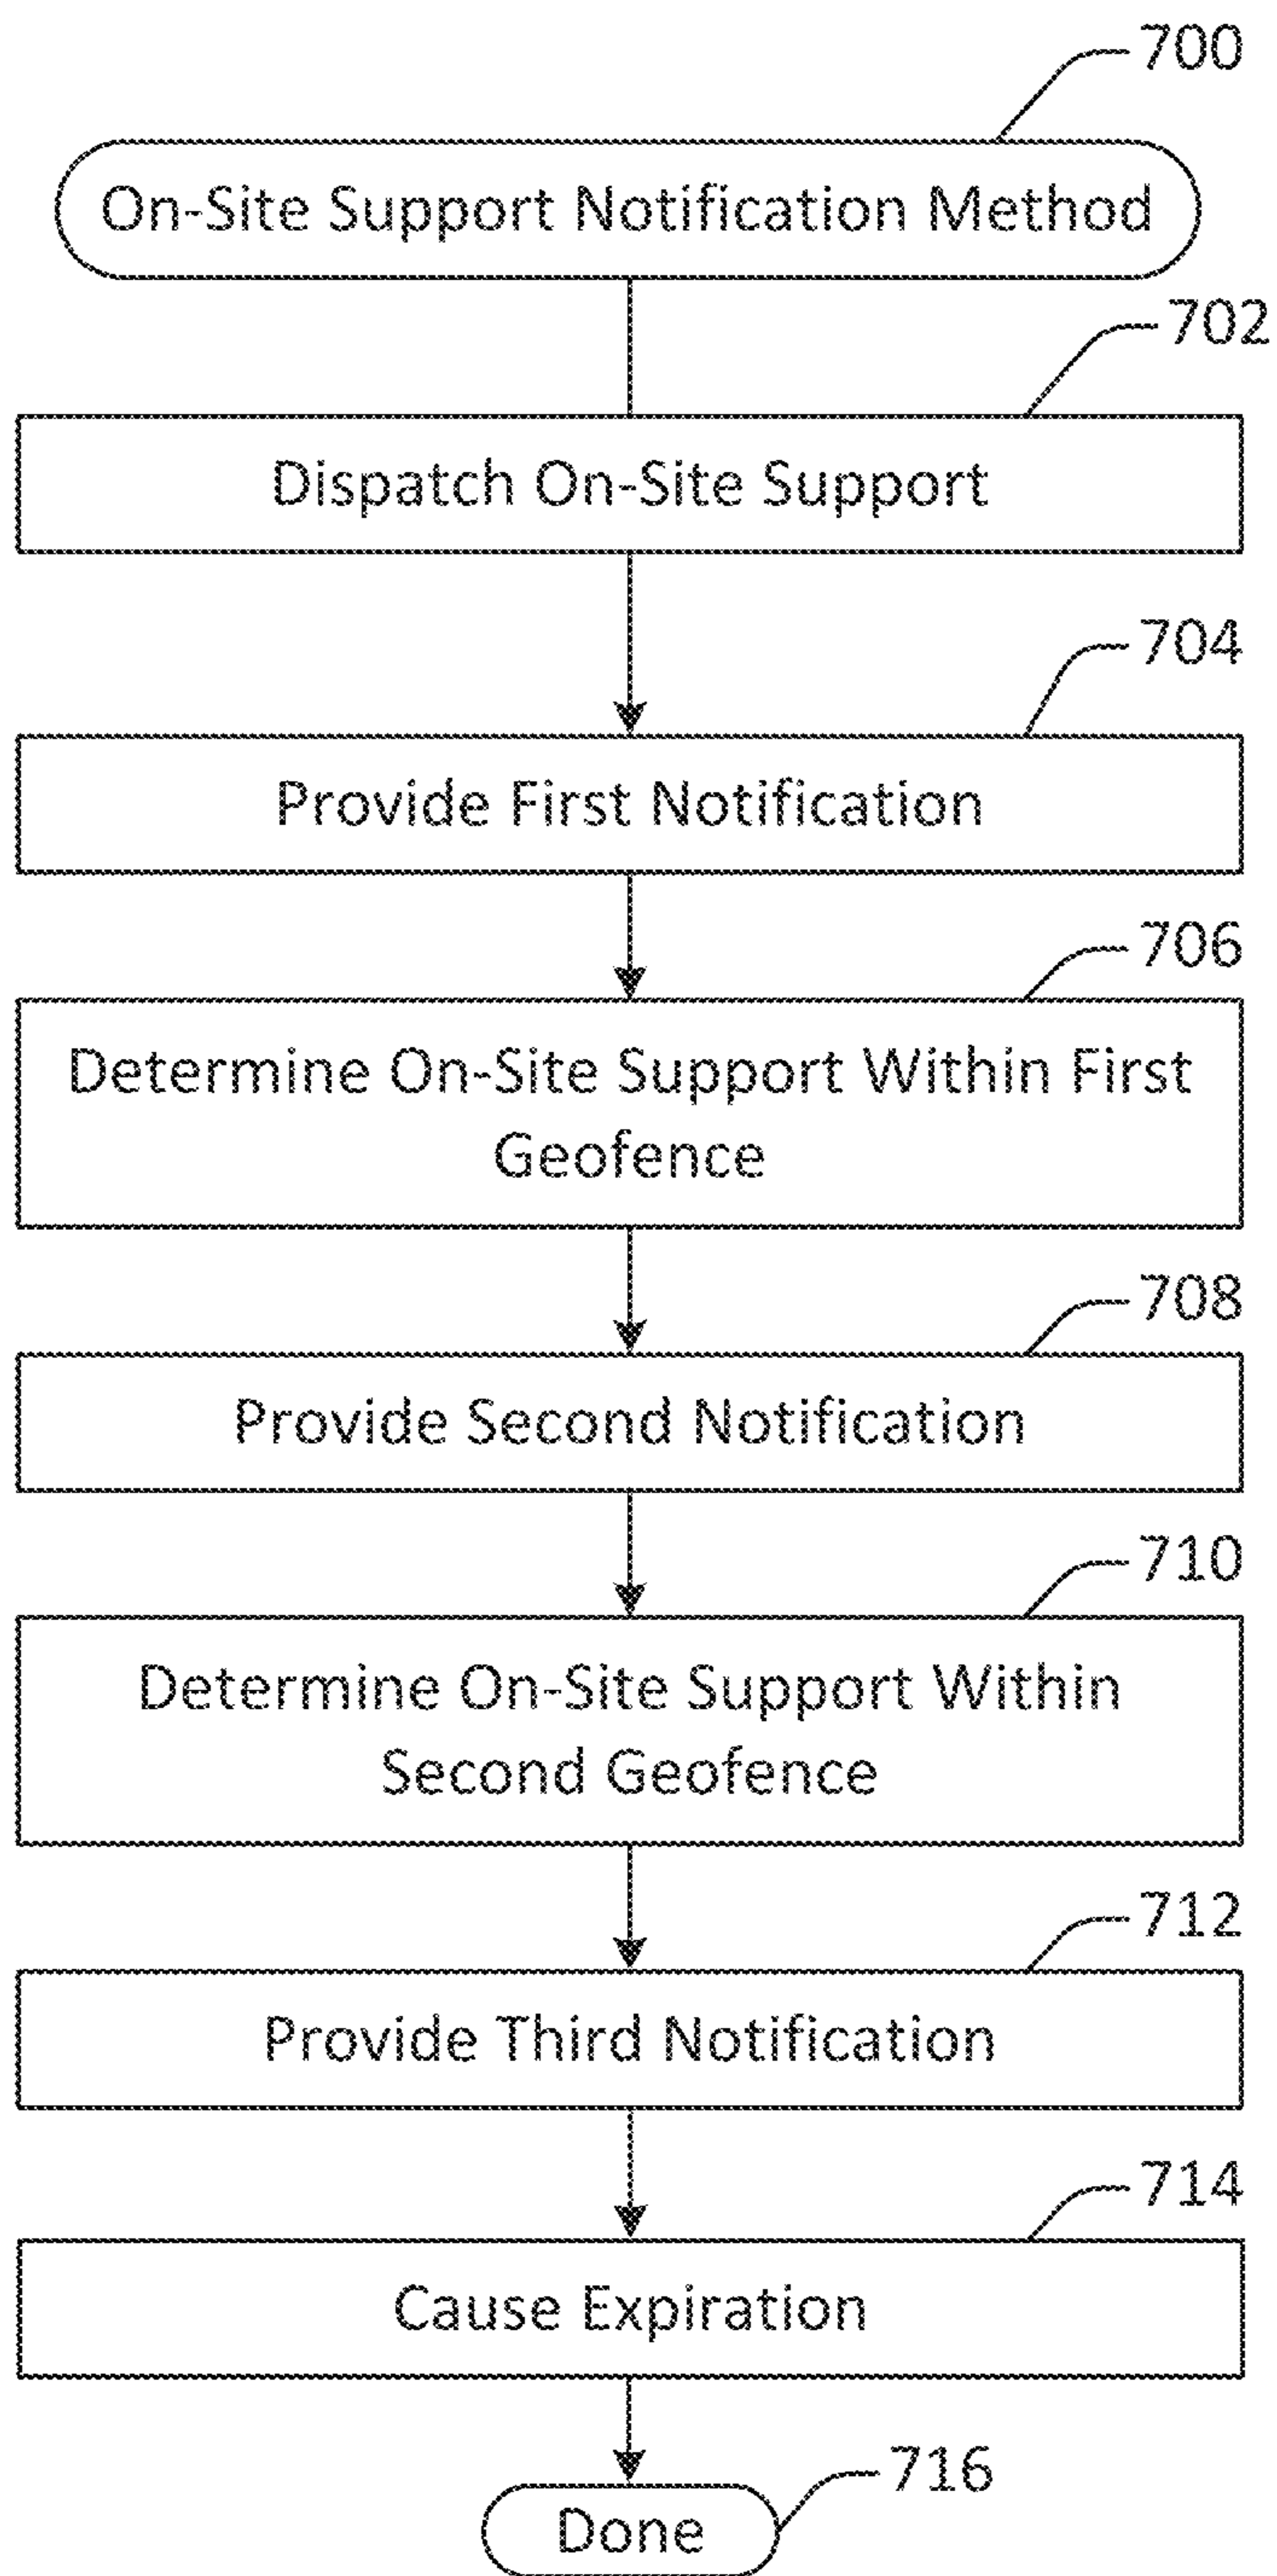 700
On-Site Support Notification Method
702
Dispatch On-Site Support
704
Provide First Notification
706
Determine On-Site Support Within First
Geofence
708
Provide Second Notification
710
Determine On-Site Support Within
Second Geofence
712
Provide Third Notification
714
Cause Expiration
716
Done